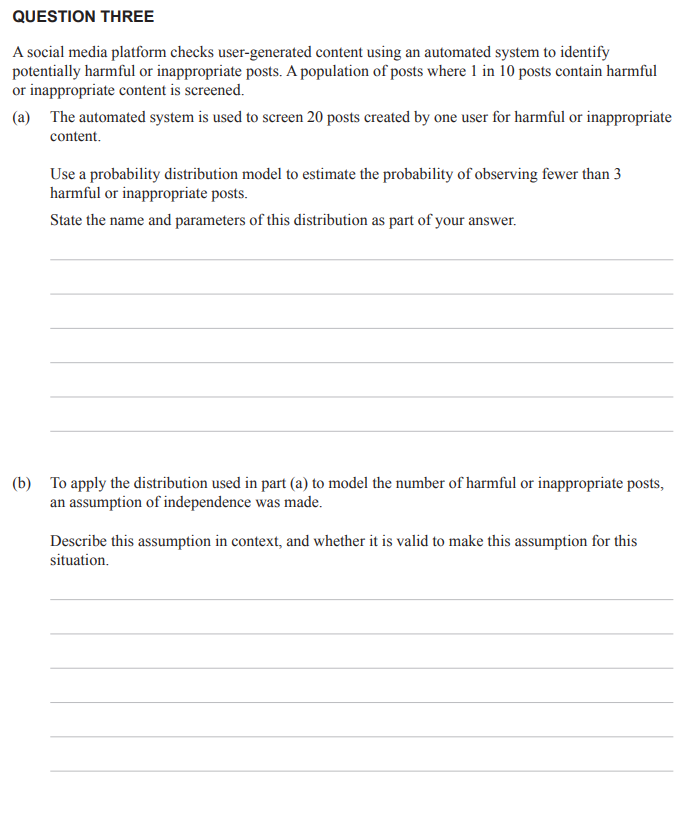 QUESTION THREE
A social media platform checks user-generated content using an automated system to identify
potentially harmful or inappropriate posts. A population of posts where 1 in 10 posts contain harmful
or inappropriate content is screened.
(a) The automated system is used to screen 20 posts created by one user for harmful or inappropriate
content.
Use a probability distribution model to estimate the probability of observing fewer than 3
harmful or inappropriate posts.
State the name and parameters of this distribution as part of your answer.
(b) To apply the distribution used in part (a) to model the number of harmful or inappropriate posts,
an assumption of independence was made.
Describe this assumption in context, and whether it is valid to make this assumption for this
situation.